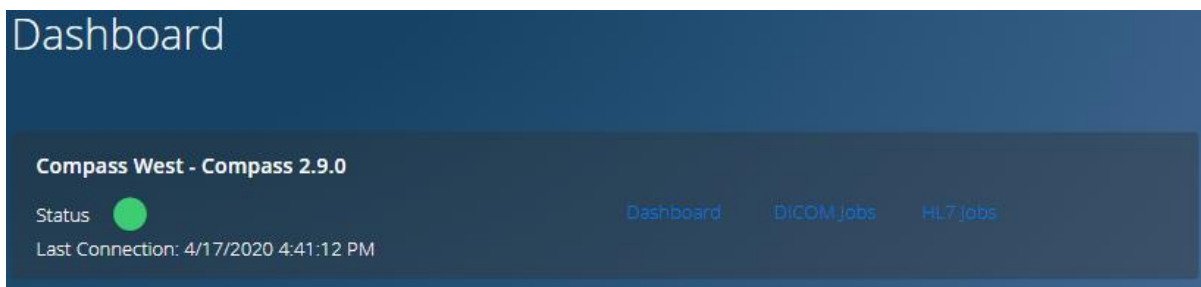 Dashboard
Compass West - Compass 2.9.0
Status
Dashboard DICOM Jobs HL7 Jobs
Last Connection: 4/17/2020 4:41:12 PM